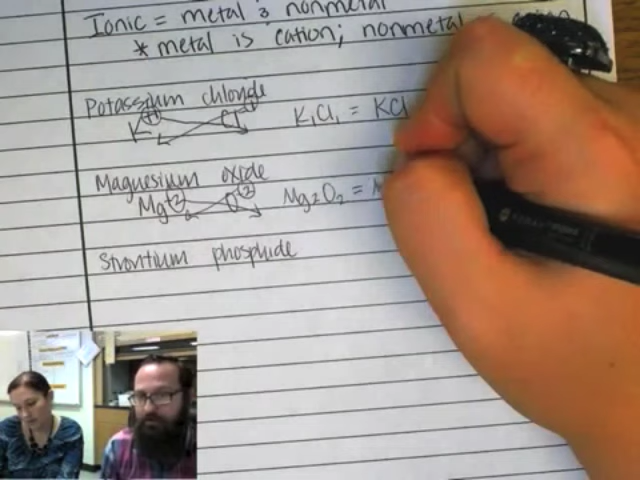 Ionic = metal & nonmetal
* metal is cation; nonmetal
Potassium chloride
K +1 Cl K₁Cl₁ = KCl
Magnesium oxide
Mg +2 O -2 Mg₂O₂ =
Strontium phosphide